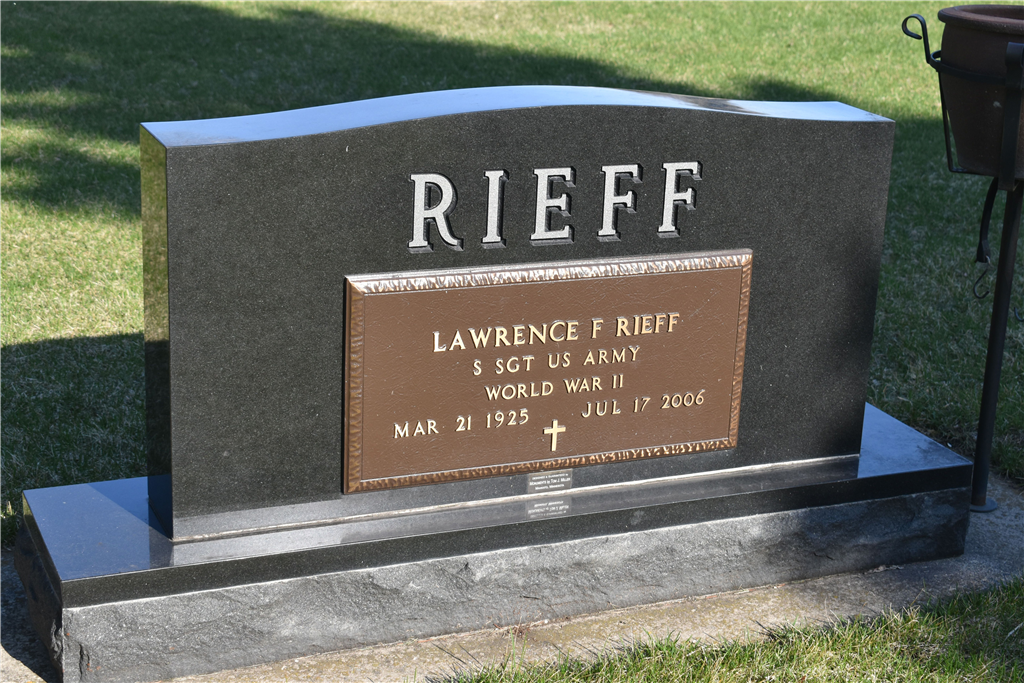 RIEFF
LAWRENCE F RIEFF
S SGT US ARMY
WORLD WAR II
MAR 21 1925 JUL 17 2006